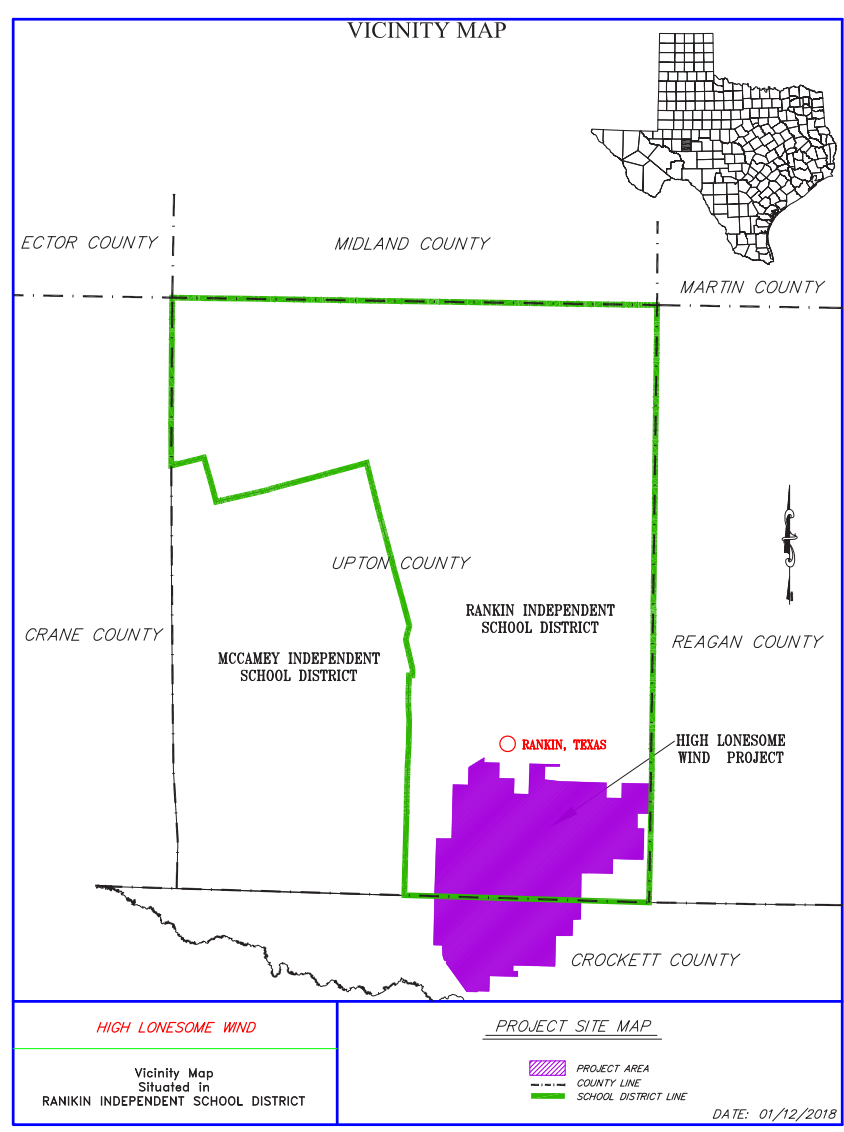 VICINITY MAP
ECTOR COUNTY
MIDLAND COUNTY
MARTIN COUNTY
UPTON COUNTY
RANKIN INDEPENDENT
SCHOOL DISTRICT
CRANE COUNTY
REAGAN COUNTY
MCCAMEY INDEPENDENT
SCHOOL DISTRICT
RANKIN, TEXAS
HIGH LONESOME
WIND PROJECT
CROCKETT COUNTY
HIGH LONESOME WIND
Vicinity Map
Situated in
RANIKIN INDEPENDENT SCHOOL DISTRICT
PROJECT SITE MAP
PROJECT AREA
COUNTY LINE
SCHOOL DISTRICT LINE
DATE: 01/12/2018